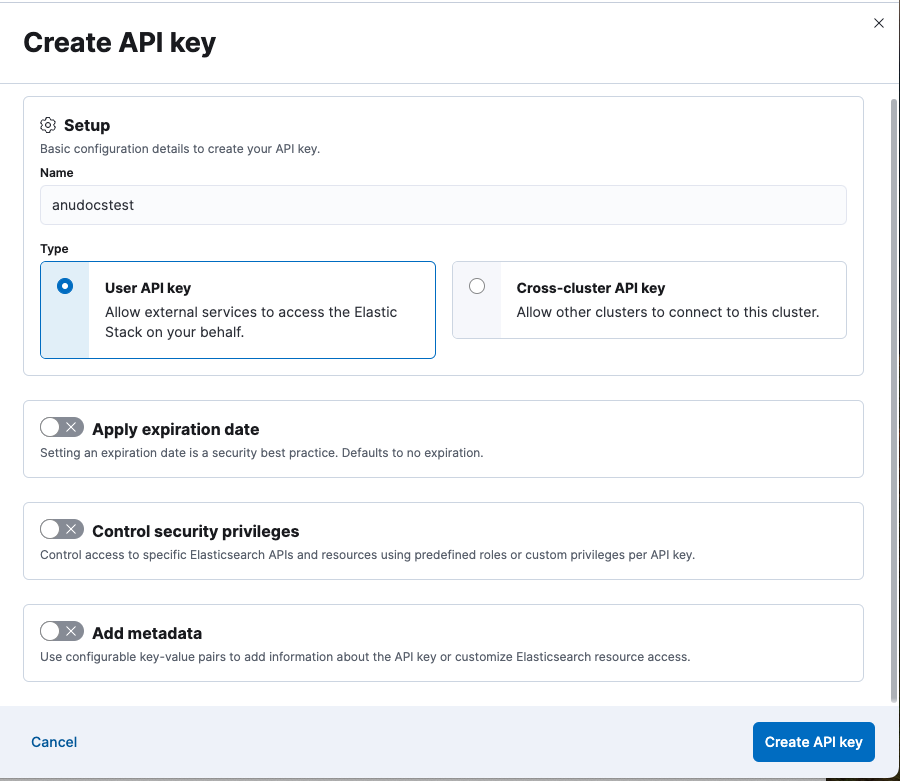 Create API key
Setup
Basic configuration details to create your API key.
Name
anudocstest
Type
User API key
Allow external services to access the Elastic
Stack on your behalf.
Cross-cluster API key
Allow other clusters to connect to this cluster.
Apply expiration date
Setting an expiration date is a security best practice. Defaults to no expiration.
Control security privileges
Control access to specific Elasticsearch APIs and resources using predefined roles or custom privileges per API key.
Add metadata
Use configurable key-value pairs to add information about the API key or customize Elasticsearch resource access.
Cancel
Create API key